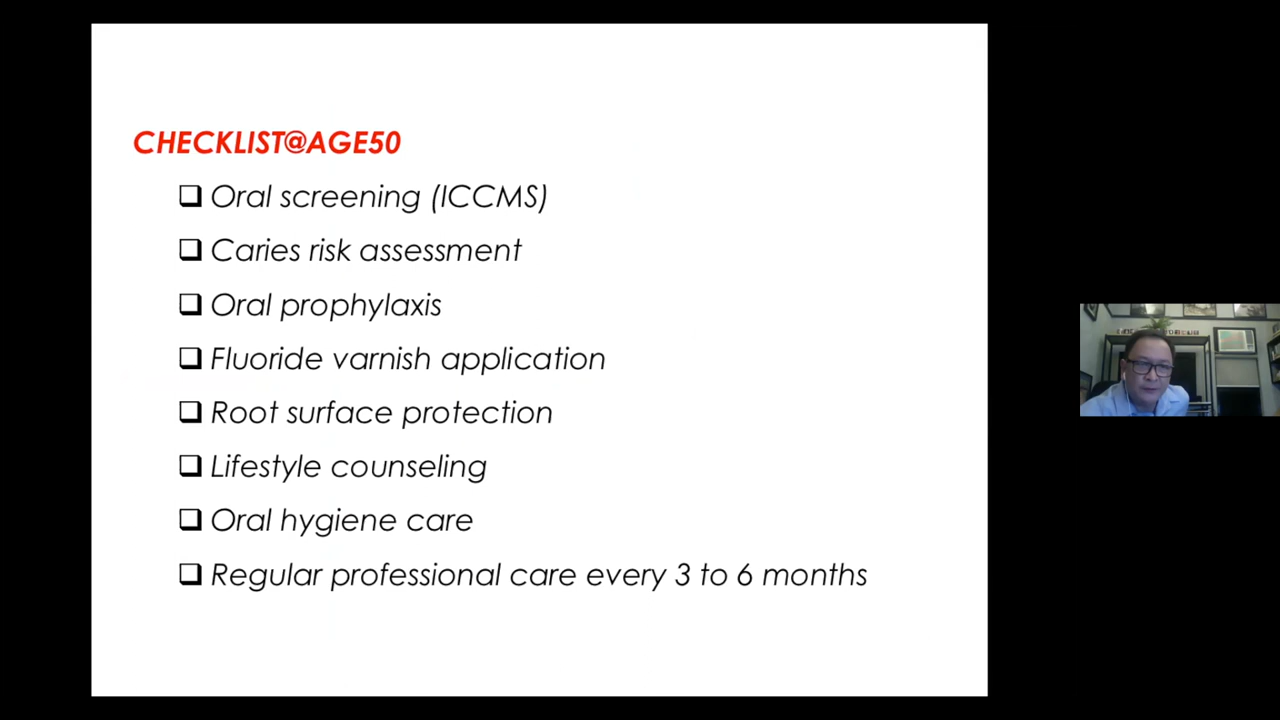 CHECKLIST@AGE50
❑ Oral screening (ICCMS)
❑ Caries risk assessment
❑ Oral prophylaxis
❑ Fluoride varnish application
❑ Root surface protection
❑ Lifestyle counseling
❑ Oral hygiene care
❑ Regular professional care every 3 to 6 months